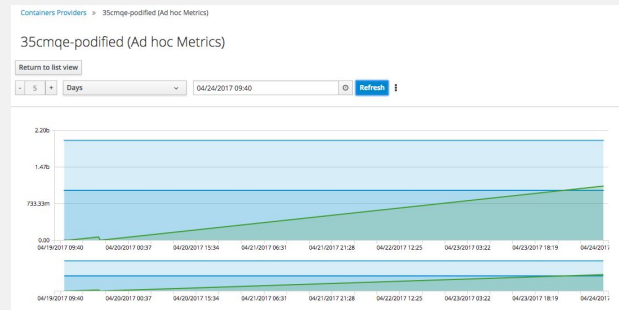 Containers Providers » 35cmqe-podified (Ad hoc Metrics)
35cmqe-podified (Ad hoc Metrics)
Return to list view
- 5 + Days 04/24/2017 09:40 Refresh
2.20b
1.47b
733.33m
0.00
04/19/2017 09:40 04/20/2017 00:37 04/20/2017 15:34 04/21/2017 06:31 04/21/2017 21:28 04/22/2017 12:25 04/23/2017 03:22 04/23/2017 18:19 04/24/2017
04/19/2017 09:40 04/20/2017 00:37 04/20/2017 15:34 04/21/2017 06:31 04/21/2017 21:28 04/22/2017 12:25 04/23/2017 03:22 04/23/2017 18:19 04/24/2017